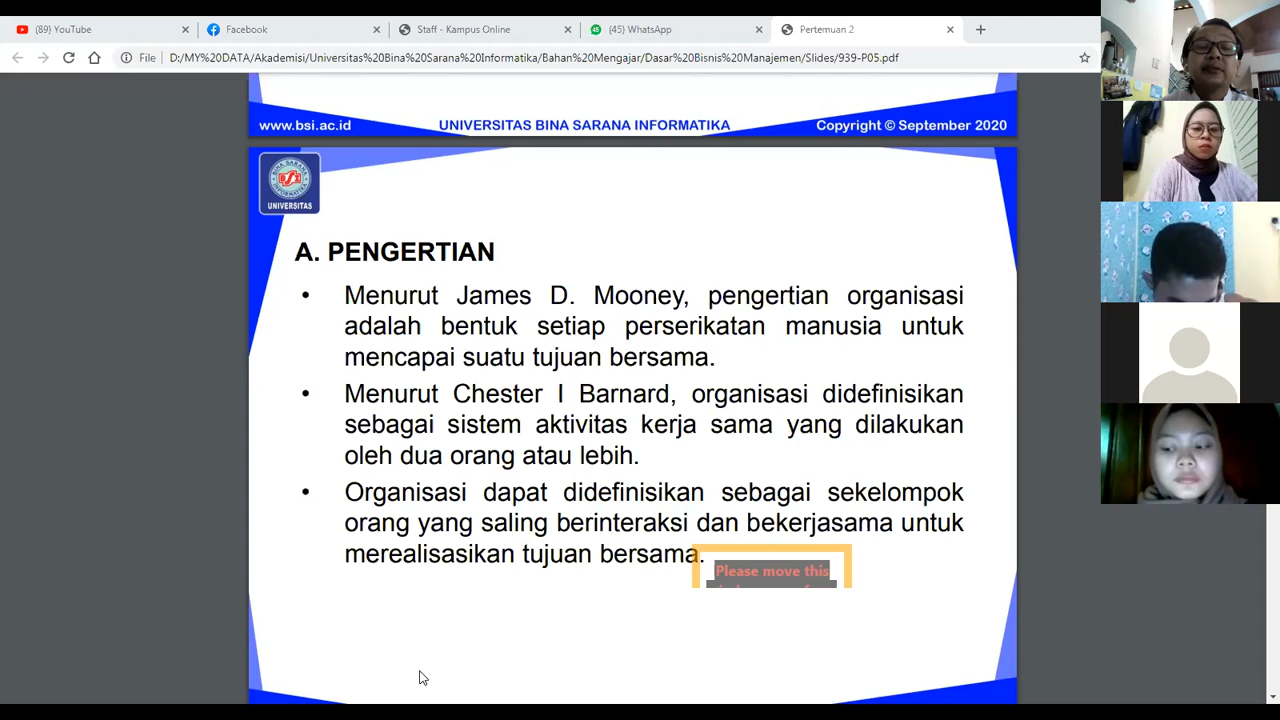 (89) YouTube
Facebook
Staff - Kampus Online
(45) WhatsApp
Pertemuan 2
File
D:/MY%20DATA/Akademisi/Universitas%20Bina%20Sarana%20Informatika/Bahan%20Mengajar/Dasar%20Bisnis%20Manajemen/Slides/939-P05.pdf
www.bsi.ac.id
UNIVERSITAS BINA SARANA INFORMATIKA
Copyright © September 2020
BINA SARANA
BSI
UNIVERSITAS
A. PENGERTIAN
• Menurut James D. Mooney, pengertian organisasi
adalah bentuk setiap perserikatan manusia untuk
mencapai suatu tujuan bersama.
• Menurut Chester I Barnard, organisasi didefinisikan
sebagai sistem aktivitas kerja sama yang dilakukan
oleh dua orang atau lebih.
• Organisasi dapat didefinisikan sebagai sekelompok
orang yang saling berinteraksi dan bekerjasama untuk
merealisasikan tujuan bersama.
Please move this